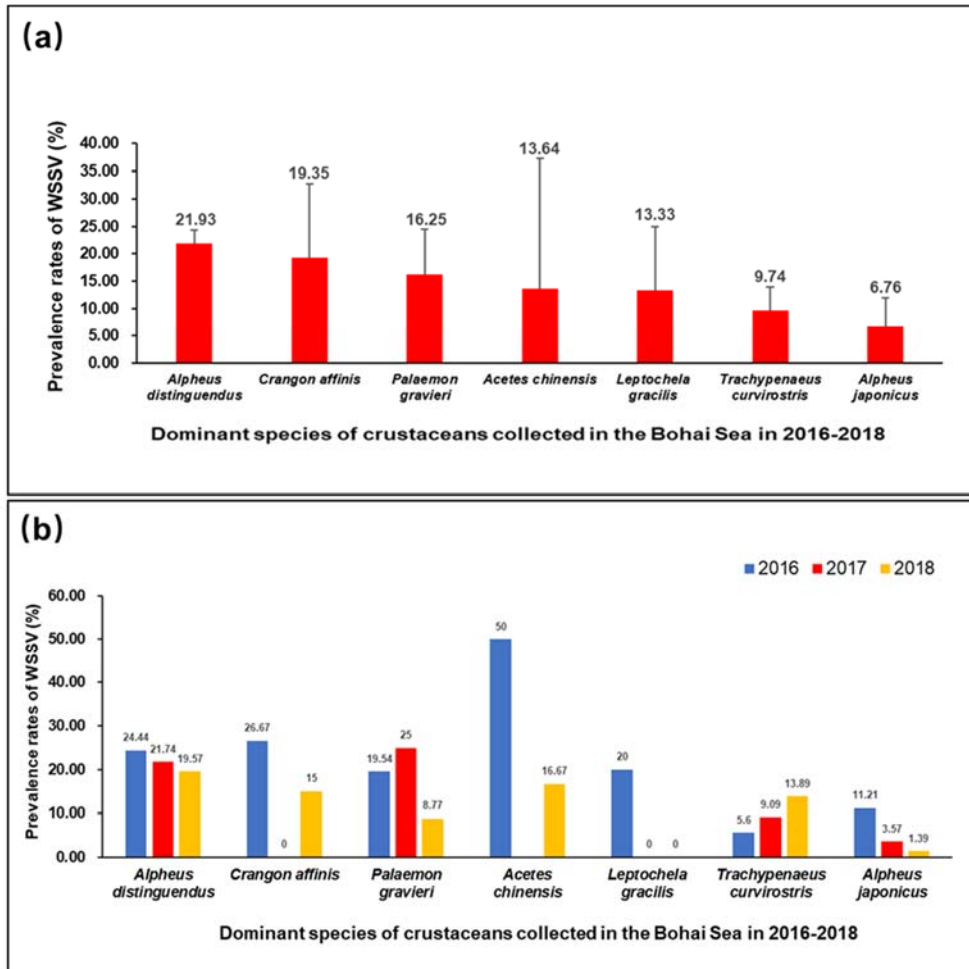 (a)
Prevalence rates of WSSV (%)
40.00
35.00
30.00
25.00
20.00
15.00
10.00
5.00
0.00
21.93
19.35
16.25
13.64
13.33
9.74
6.76
Alpheus distinguendus
Crangon affinis
Palaemon gravieri
Acetes chinensis
Leptochela gracilis
Trachypenaeus curvirostris
Alpheus japonicus
Dominant species of crustaceans collected in the Bohai Sea in 2016-2018
(b)
2016 2017 2018
Prevalence rates of WSSV (%)
60.00
50.00
40.00
30.00
20.00
10.00
0.00
24.44 21.74 19.57
26.67 0 15
19.54 25 8.77
50 16.67
20 0 0
5.6 9.09 13.89
11.21 3.57 1.39
Alpheus distinguendus
Crangon affinis
Palaemon gravieri
Acetes chinensis
Leptochela gracilis
Trachypenaeus curvirostris
Alpheus japonicus
Dominant species of crustaceans collected in the Bohai Sea in 2016-2018